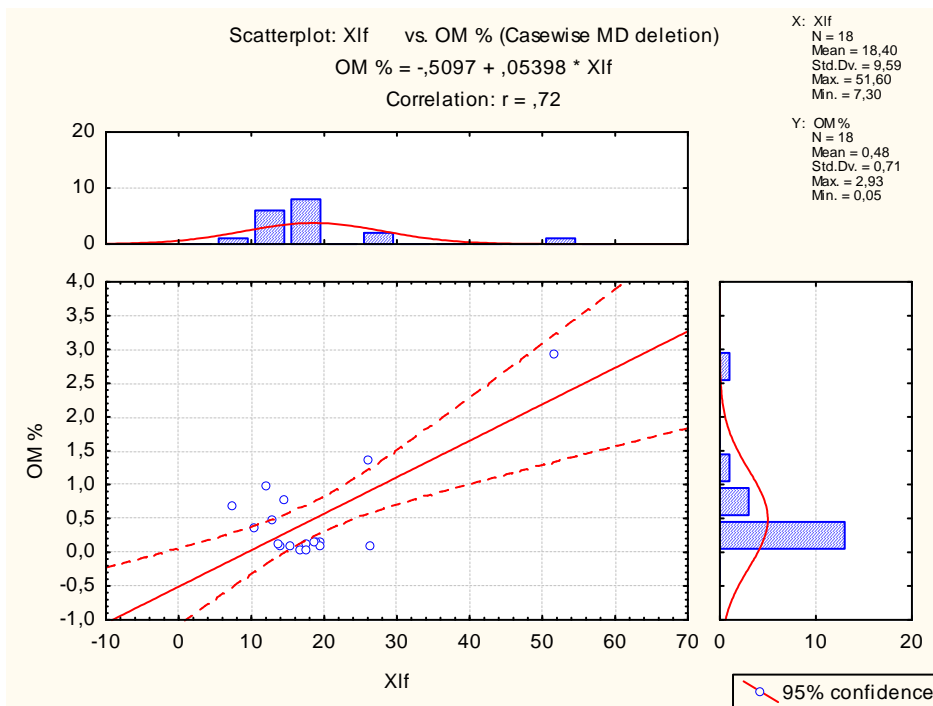 Scatterplot: Xlf vs. OM % (Casewise MD deletion)
OM % = -,5097 + ,05398 * Xlf
Correlation: r = ,72
X: Xlf
N = 18
Mean = 18,40
Std.Dv. = 9,59
Max. = 51,60
Min. = 7,30
Y: OM %
N = 18
Mean = 0,48
Std.Dv. = 0,71
Max. = 2,93
Min. = 0,05
20
10
0
4,0
3,5
3,0
2,5
2,0
1,5
1,0
0,5
0,0
-0,5
-1,0
OM %
-10 0 10 20 30 40 50 60 70
Xlf
0 10 20
95% confidence